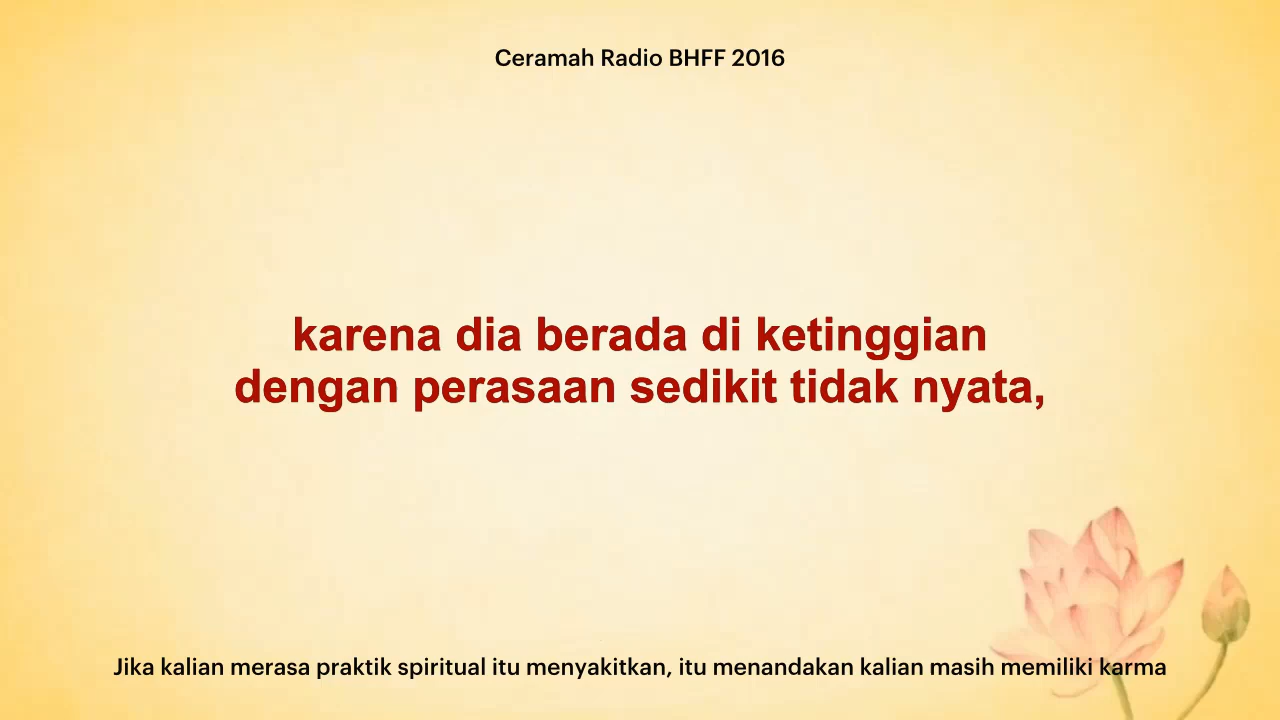 Ceramah Radio BHFF 2016
karena dia berada di ketinggian
dengan perasaan sedikit tidak nyata,
Jika kalian merasa praktik spiritual itu menyakitkan, itu menandakan kalian masih memiliki karma